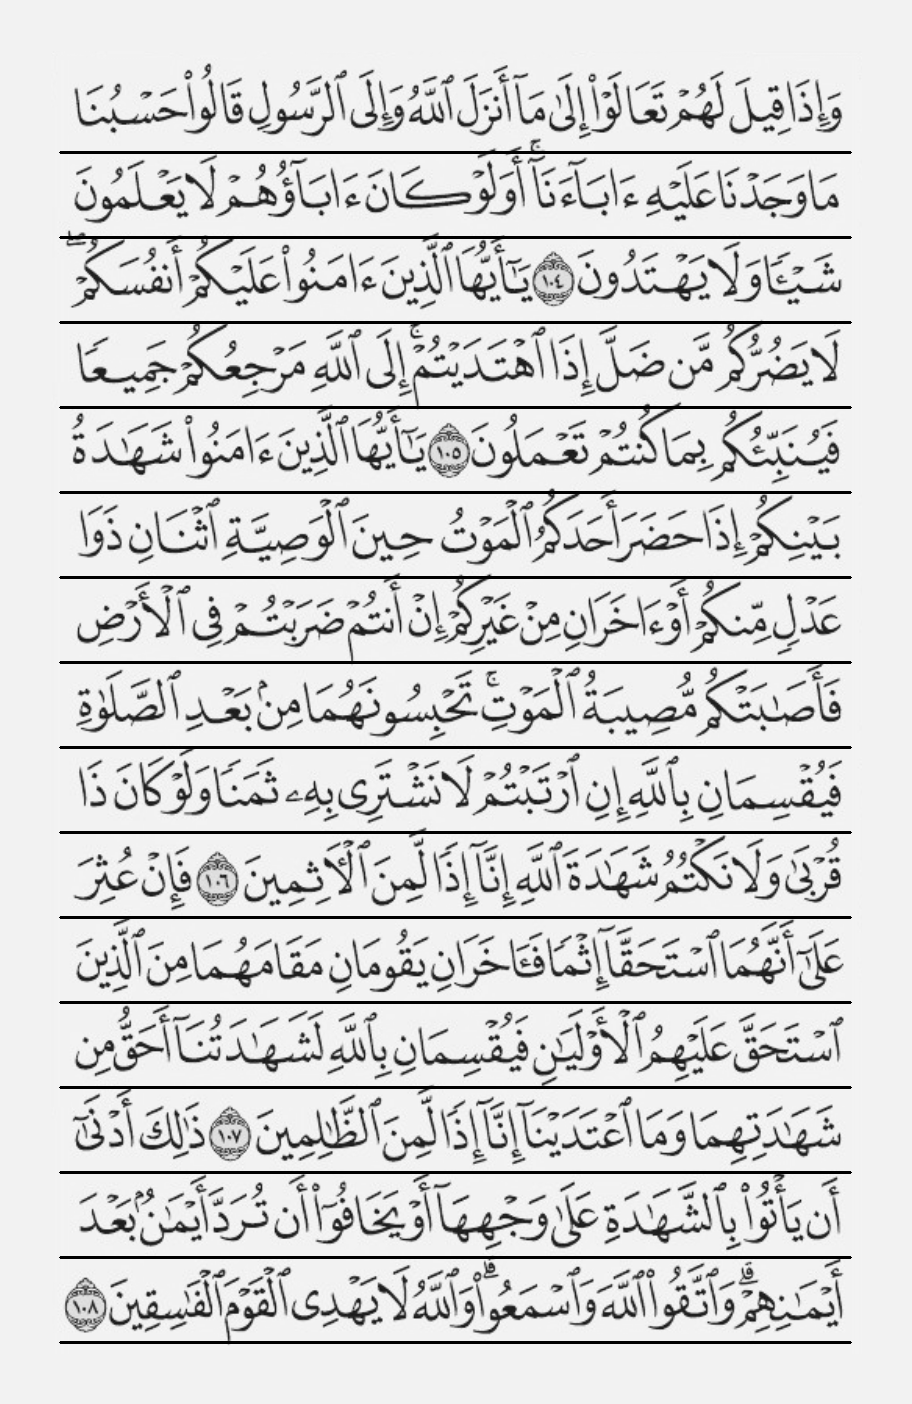 وَإِذَا قِيلَ لَهُمۡ تَعَالَوۡاْ إِلَىٰ مَآ أَنزَلَ ٱللَّهُ وَإِلَى ٱلرَّسُولِ قَالُواْ حَسۡبُنَا
مَا وَجَدۡنَا عَلَيۡهِ ءَابَآءَنَآۚ أَوَلَوۡ كَانَ ءَابَآؤُهُمۡ لَا يَعۡلَمُونَ
شَيۡـٔٗا وَلَا يَهۡتَدُونَ ١٠٤ يَٰٓأَيُّهَا ٱلَّذِينَ ءَامَنُواْ عَلَيۡكُمۡ أَنفُسَكُمۡۖ
لَا يَضُرُّكُم مَّن ضَلَّ إِذَا ٱهۡتَدَيۡتُمۡۚ إِلَى ٱللَّهِ مَرۡجِعُكُمۡ جَمِيعٗا
فَيُنَبِّئُكُم بِمَا كُنتُمۡ تَعۡمَلُونَ ١٠٥ يَٰٓأَيُّهَا ٱلَّذِينَ ءَامَنُواْ شَهَٰدَةُ
بَيۡنِكُمۡ إِذَا حَضَرَ أَحَدَكُمُ ٱلۡمَوۡتُ حِينَ ٱلۡوَصِيَّةِ ٱثۡنَانِ ذَوَا
عَدۡلٖ مِّنكُمۡ أَوۡ ءَاخَرَانِ مِنۡ غَيۡرِكُمۡ إِنۡ أَنتُمۡ ضَرَبۡتُمۡ فِي ٱلۡأَرۡضِ
فَأَصَٰبَتۡكُم مُّصِيبَةُ ٱلۡمَوۡتِۚ تَحۡبِسُونَهُمَا مِنۢ بَعۡدِ ٱلصَّلَوٰةِ
فَيُقۡسِمَانِ بِٱللَّهِ إِنِ ٱرۡتَبۡتُمۡ لَا نَشۡتَرِي بِهِۦ ثَمَنٗا وَلَوۡ كَانَ ذَا
قُرۡبَىٰ وَلَا نَكۡتُمُ شَهَٰدَةَ ٱللَّهِ إِنَّآ إِذٗا لَّمِنَ ٱلۡأٓثِمِينَ ١٠٦ فَإِنۡ عُثِرَ
عَلَىٰٓ أَنَّهُمَا ٱسۡتَحَقَّآ إِثۡمٗا فَـَٔاخَرَانِ يَقُومَانِ مَقَامَهُمَا مِنَ ٱلَّذِينَ
ٱسۡتَحَقَّ عَلَيۡهِمُ ٱلۡأَوۡلَيَٰنِ فَيُقۡسِمَانِ بِٱللَّهِ لَشَهَٰدَتُنَآ أَحَقُّ مِن
شَهَٰدَتِهِمَا وَمَا ٱعۡتَدَيۡنَآ إِنَّآ إِذٗا لَّمِنَ ٱلظَّٰلِمِينَ ١٠٧ ذَٰلِكَ أَدۡنَىٰٓ
أَن يَأۡتُواْ بِٱلشَّهَٰدَةِ عَلَىٰ وَجۡهِهَآ أَوۡ يَخَافُوٓاْ أَن تُرَدَّ أَيۡمَٰنُۢ بَعۡدَ
أَيۡمَٰنِهِمۡۗ وَٱتَّقُواْ ٱللَّهَ وَٱسۡمَعُواْۗ وَٱللَّهُ لَا يَهۡدِي ٱلۡقَوۡمَ ٱلۡفَٰسِقِينَ ١٠٨